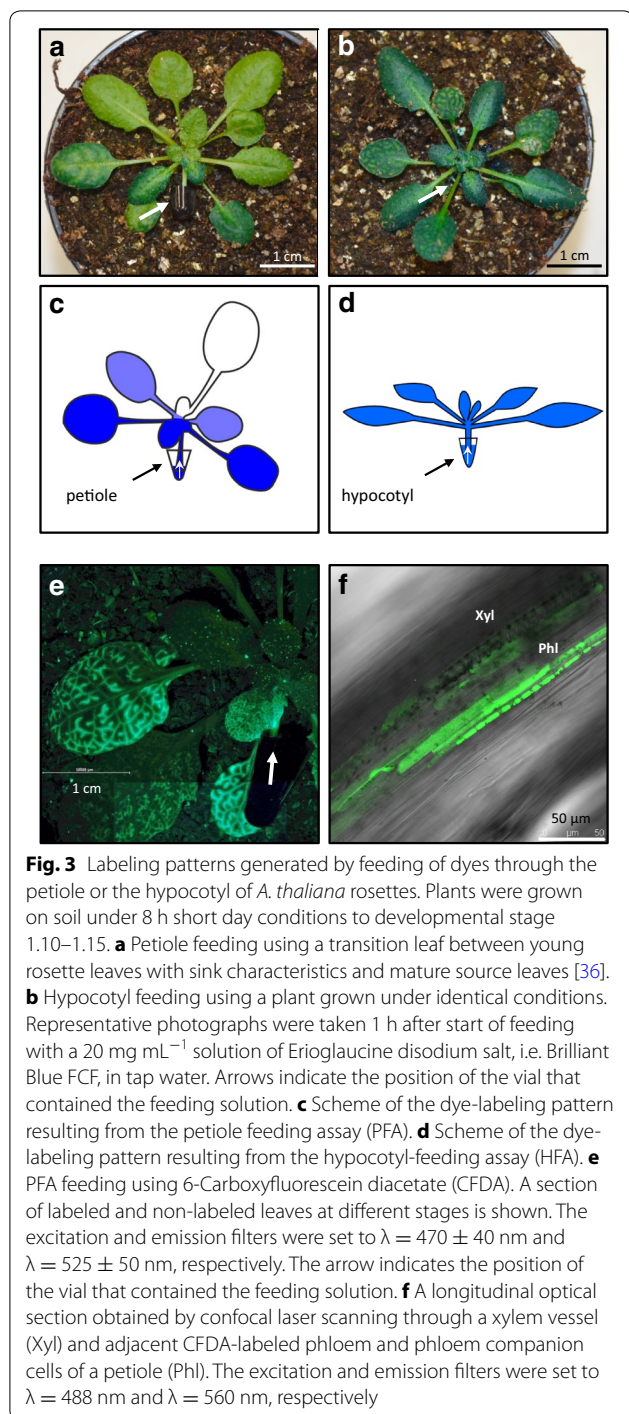 a
b
1 cm
1 cm
c
d
petiole
hypocotyl
e
f
Xyl
Phl
1 cm
50 µm
0 µm 50
Fig. 3 Labeling patterns generated by feeding of dyes through the
petiole or the hypocotyl of A. thaliana rosettes. Plants were grown
on soil under 8 h short day conditions to developmental stage
1.10–1.15. a Petiole feeding using a transition leaf between young
rosette leaves with sink characteristics and mature source leaves [36].
b Hypocotyl feeding using a plant grown under identical conditions.
Representative photographs were taken 1 h after start of feeding
with a 20 mg mL−1 solution of Erioglaucine disodium salt, i.e. Brilliant
Blue FCF, in tap water. Arrows indicate the position of the vial that
contained the feeding solution. c Scheme of the dye-labeling pattern
resulting from the petiole feeding assay (PFA). d Scheme of the dye-
labeling pattern resulting from the hypocotyl-feeding assay (HFA). e
PFA feeding using 6-Carboxyfluorescein diacetate (CFDA). A section
of labeled and non-labeled leaves at different stages is shown. The
excitation and emission filters were set to λ = 470 ± 40 nm and
λ = 525 ± 50 nm, respectively. The arrow indicates the position of
the vial that contained the feeding solution. f A longitudinal optical
section obtained by confocal laser scanning through a xylem vessel
(Xyl) and adjacent CFDA-labeled phloem and phloem companion
cells of a petiole (Phl). The excitation and emission filters were set to
λ = 488 nm and λ = 560 nm, respectively